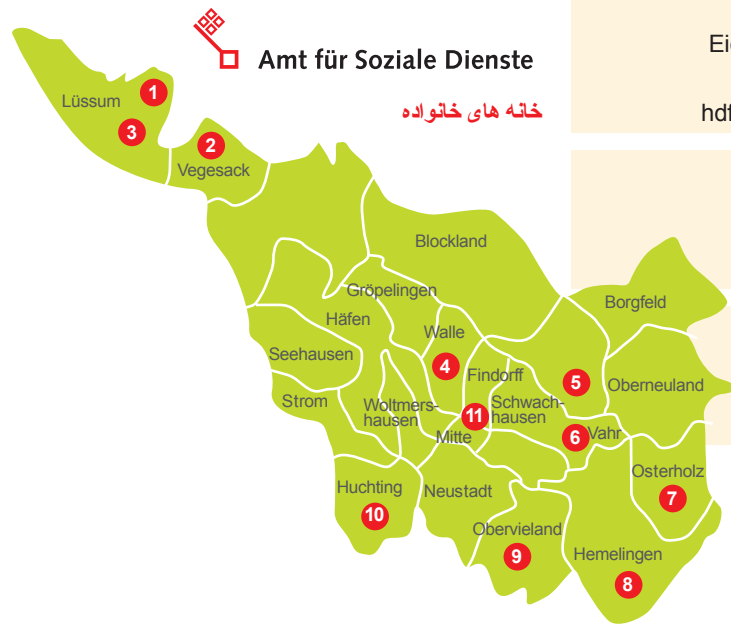 Amt für Soziale Dienste
خانه های خانواده
Eig
hdf
Lüssum
1
3
2
Vegesack
Blockland
Gröpelingen
Häfen
Borgfeld
Walle
Seehausen
4
Findorff
5
Oberneuland
Strom
Woltmers-
hausen
Schwach-
hausen
11
Mitte
6
Vahr
Osterholz
7
Huchting
10
Neustadt
Obervieland
9
Hemelingen
8